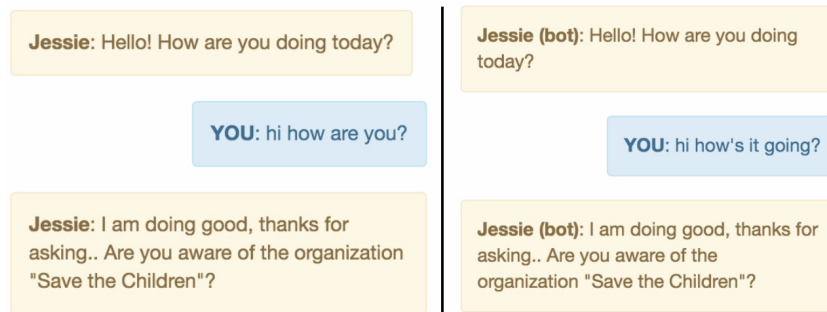 Jessie: Hello! How are you doing today?
YOU: hi how are you?
Jessie: I am doing good, thanks for
asking.. Are you aware of the organization
"Save the Children"?
Jessie (bot): Hello! How are you doing
today?
YOU: hi how's it going?
Jessie (bot): I am doing good, thanks for
asking.. Are you aware of the
organization "Save the Children"?